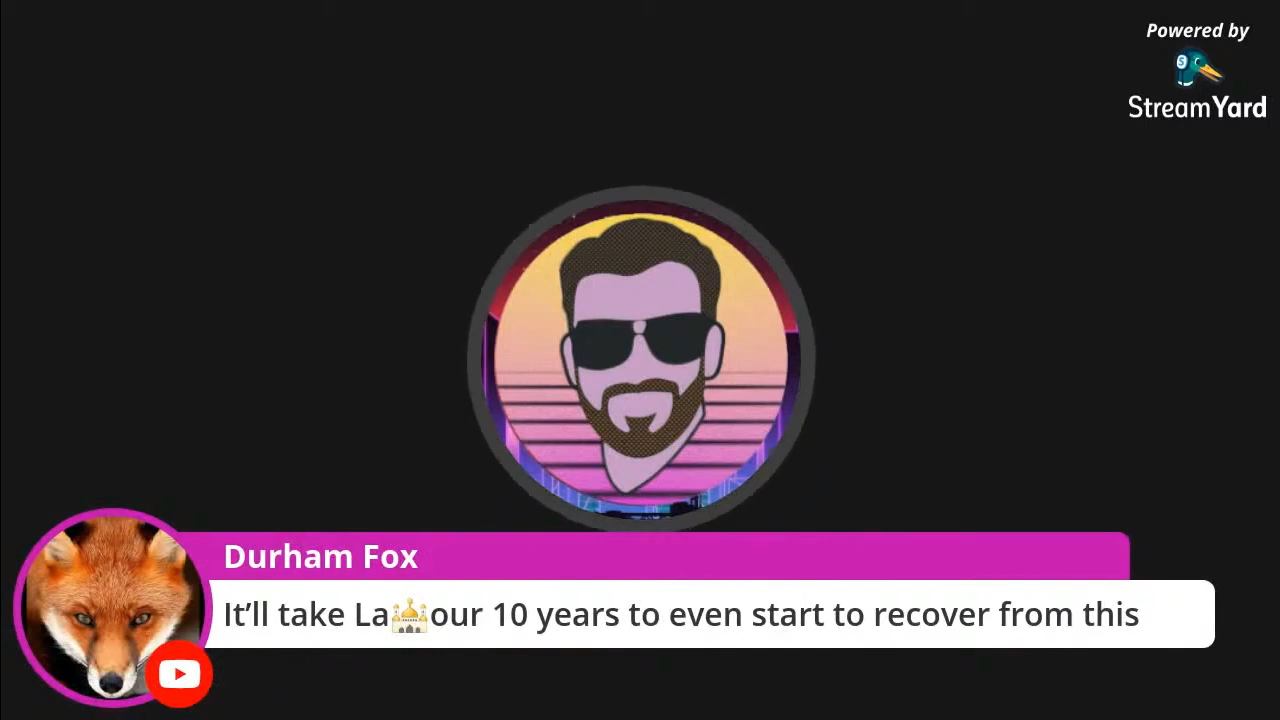 Powered by
StreamYard
Durham Fox
It’ll take La🕌our 10 years to even start to recover from this